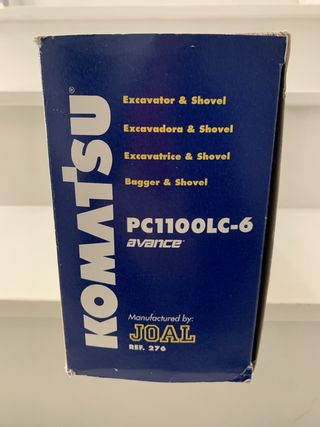 KOMATSU®
Excavator & Shovel
Excavadora & Shovel
Excavatrice & Shovel
Bagger & Shovel
PC1100LC-6
avance
Manufactured by:
JOAL
REF. 276